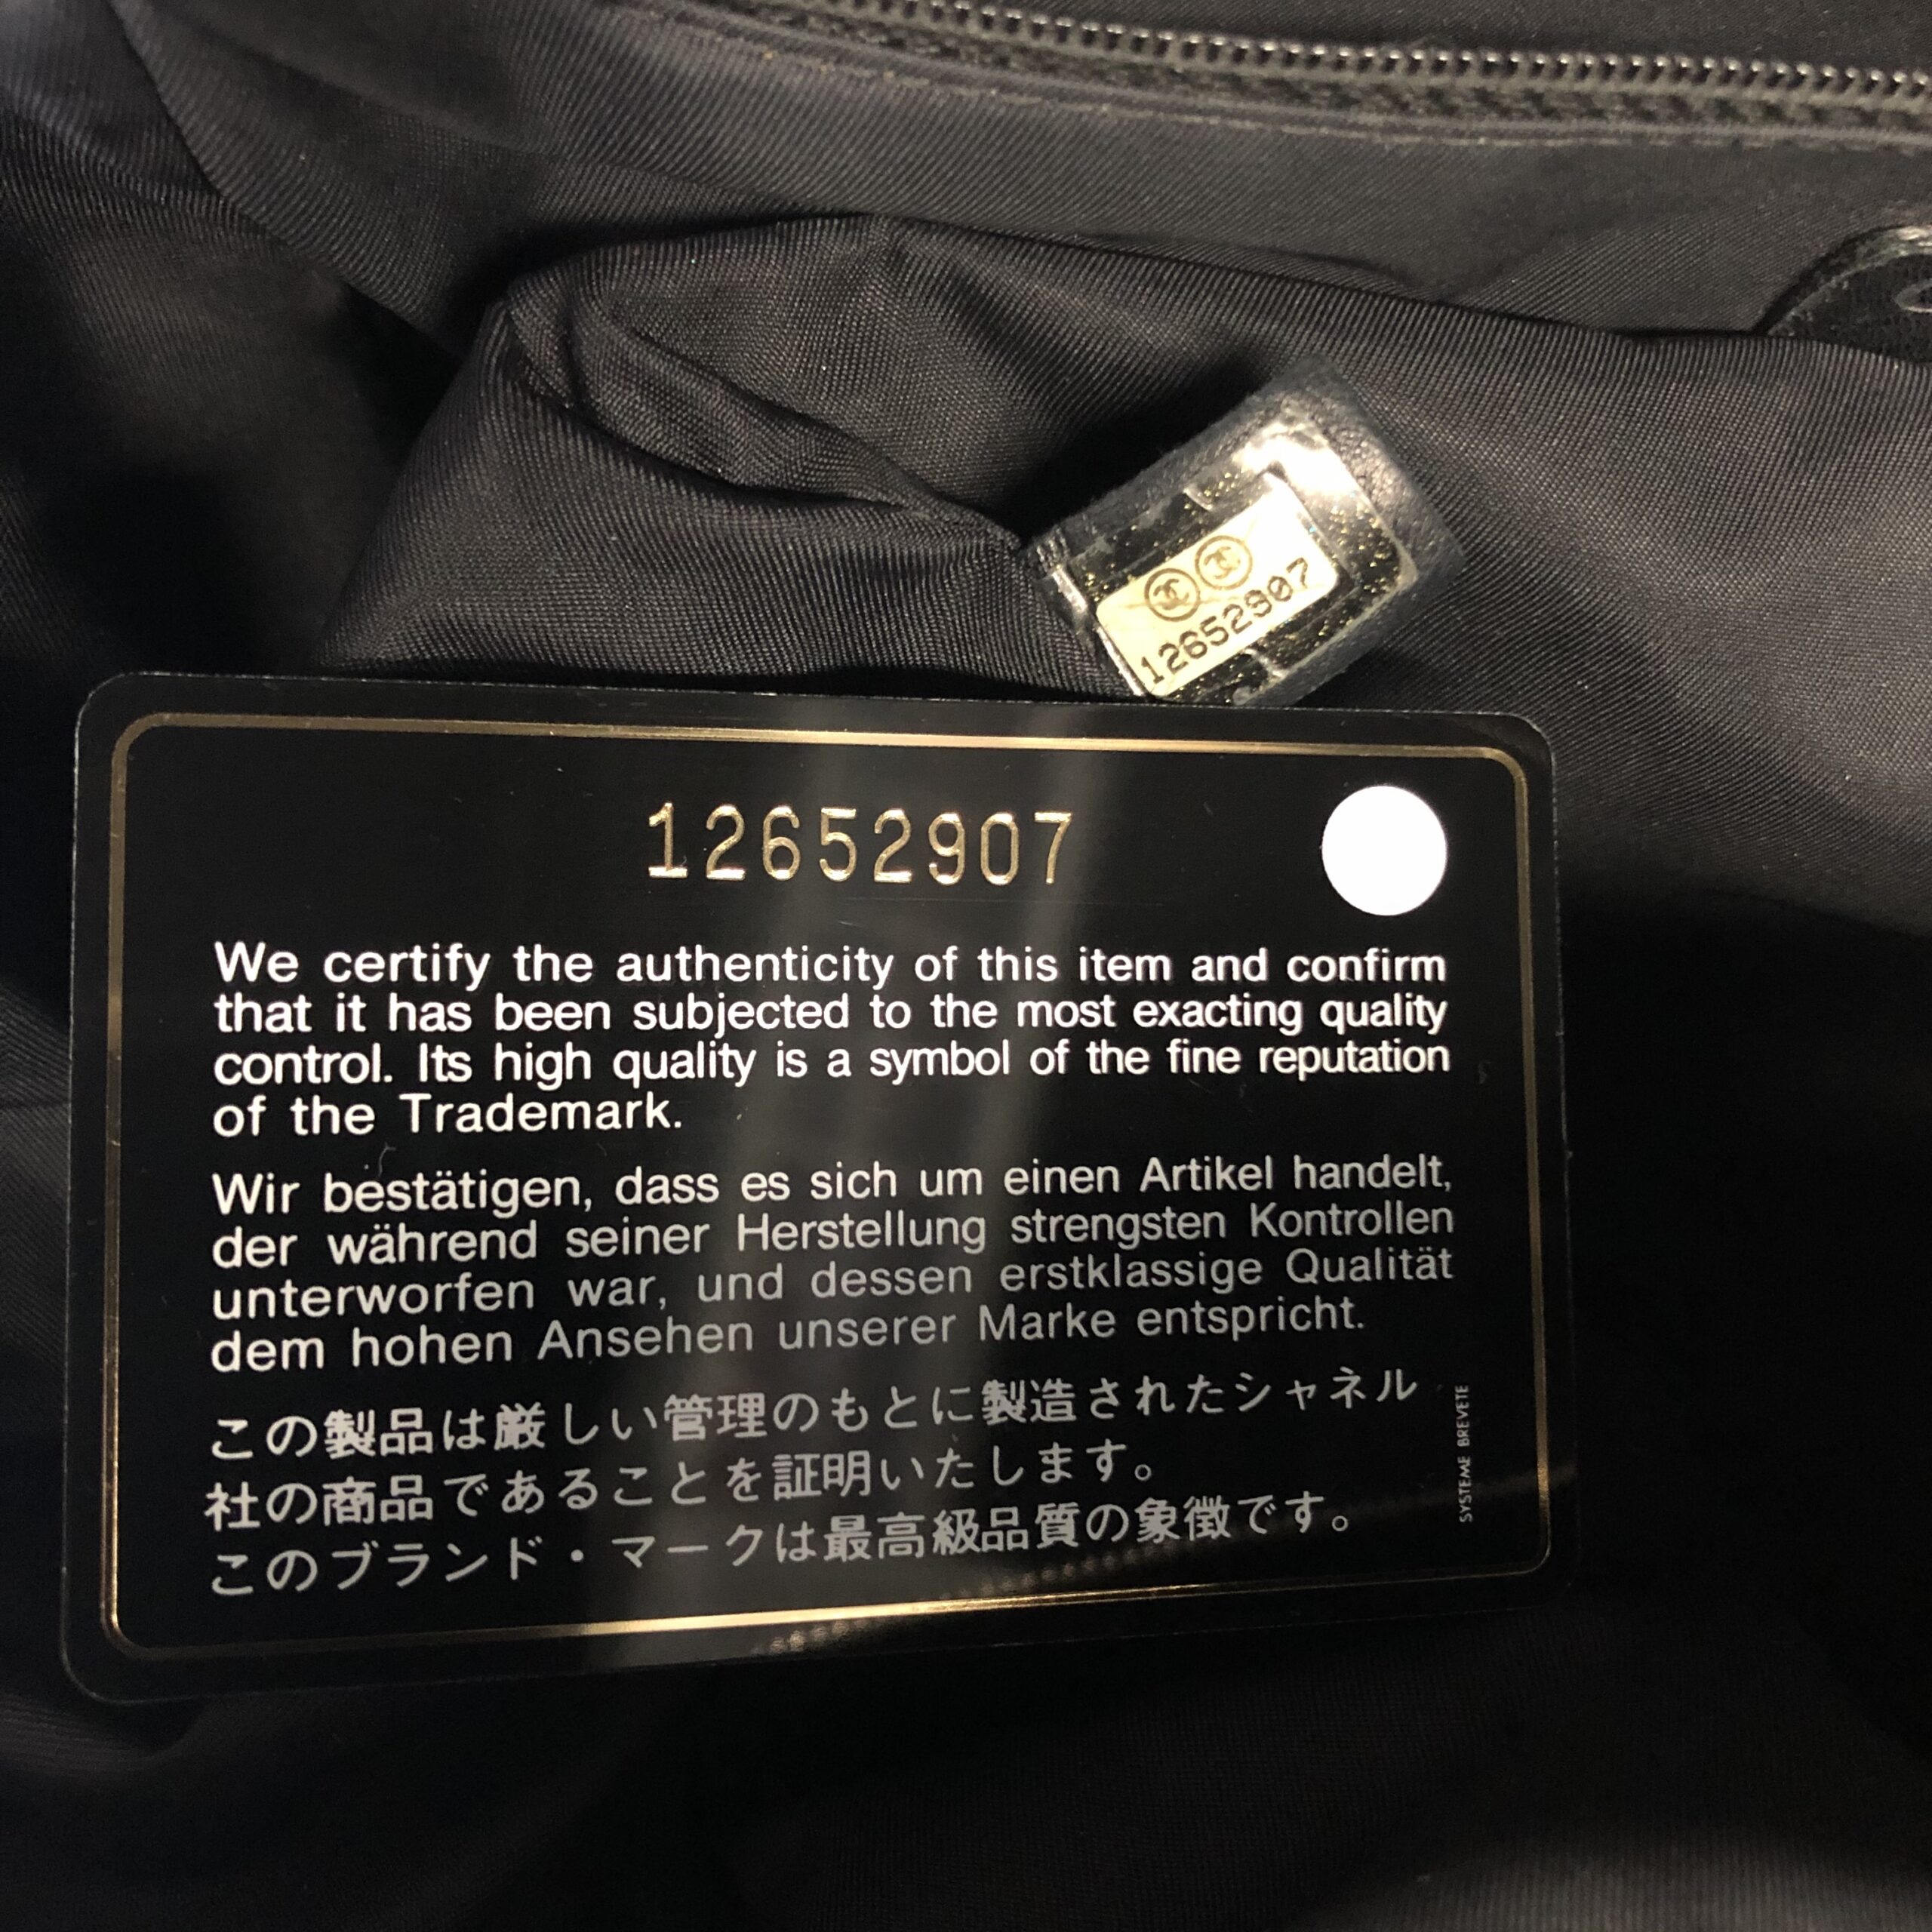 12652907
12652907
We certify the authenticity of this item and confirm
that it has been subjected to the most exacting quality
control. Its high quality is a symbol of the fine reputation
of the Trademark.
Wir bestätigen, dass es sich um einen Artikel handelt,
der während seiner Herstellung strengsten Kontrollen
unterworfen war, und dessen erstklassige Qualität
dem hohen Ansehen unserer Marke entspricht.
この製品は厳しい管理のもとに製造されたシャネル
社の商品であることを証明いたします。
このブランド・マークは最高級品質の象徴です。
SYSTEME BREVETE